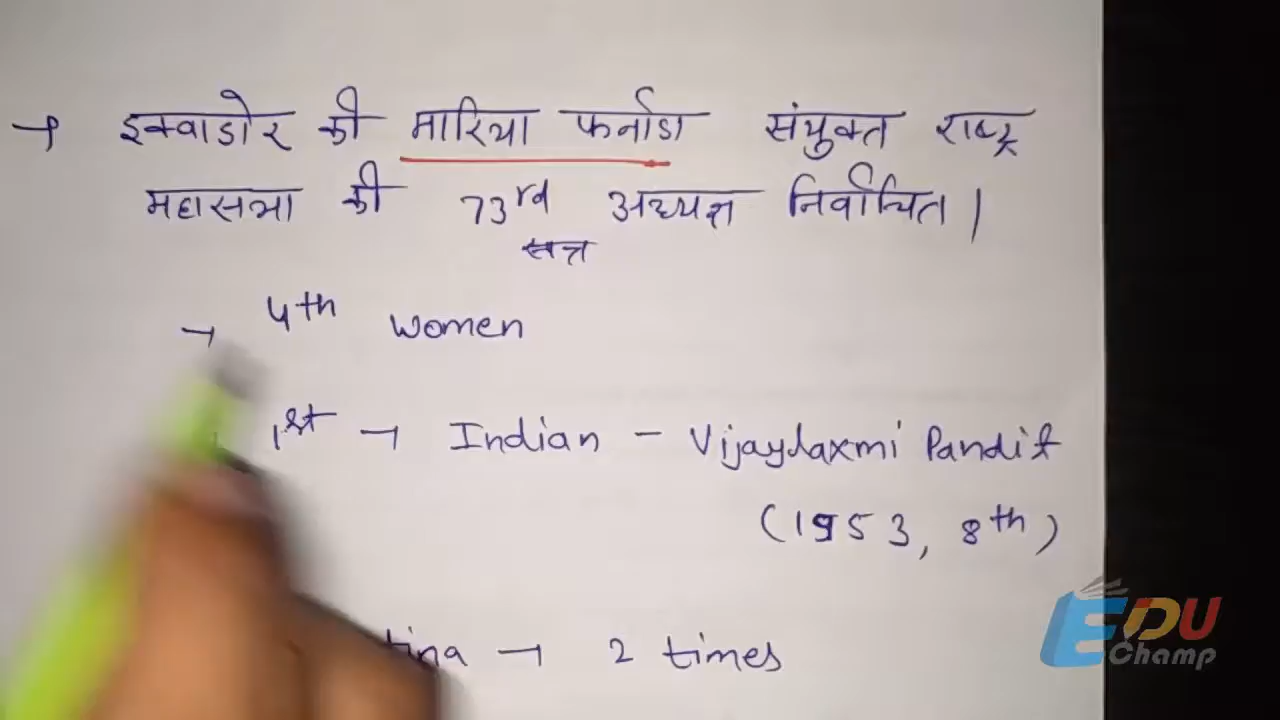 → इक्वाडोर की मारिया फर्नाडा संयुक्त राष्ट्र
महासभा की 73rd अध्यक्ष निर्वाचित।
सत्र
→ 4th women
1st → Indian - Vijaylaxmi Pandit
(1953, 8th)
tina → 2 times
EDU
Champ